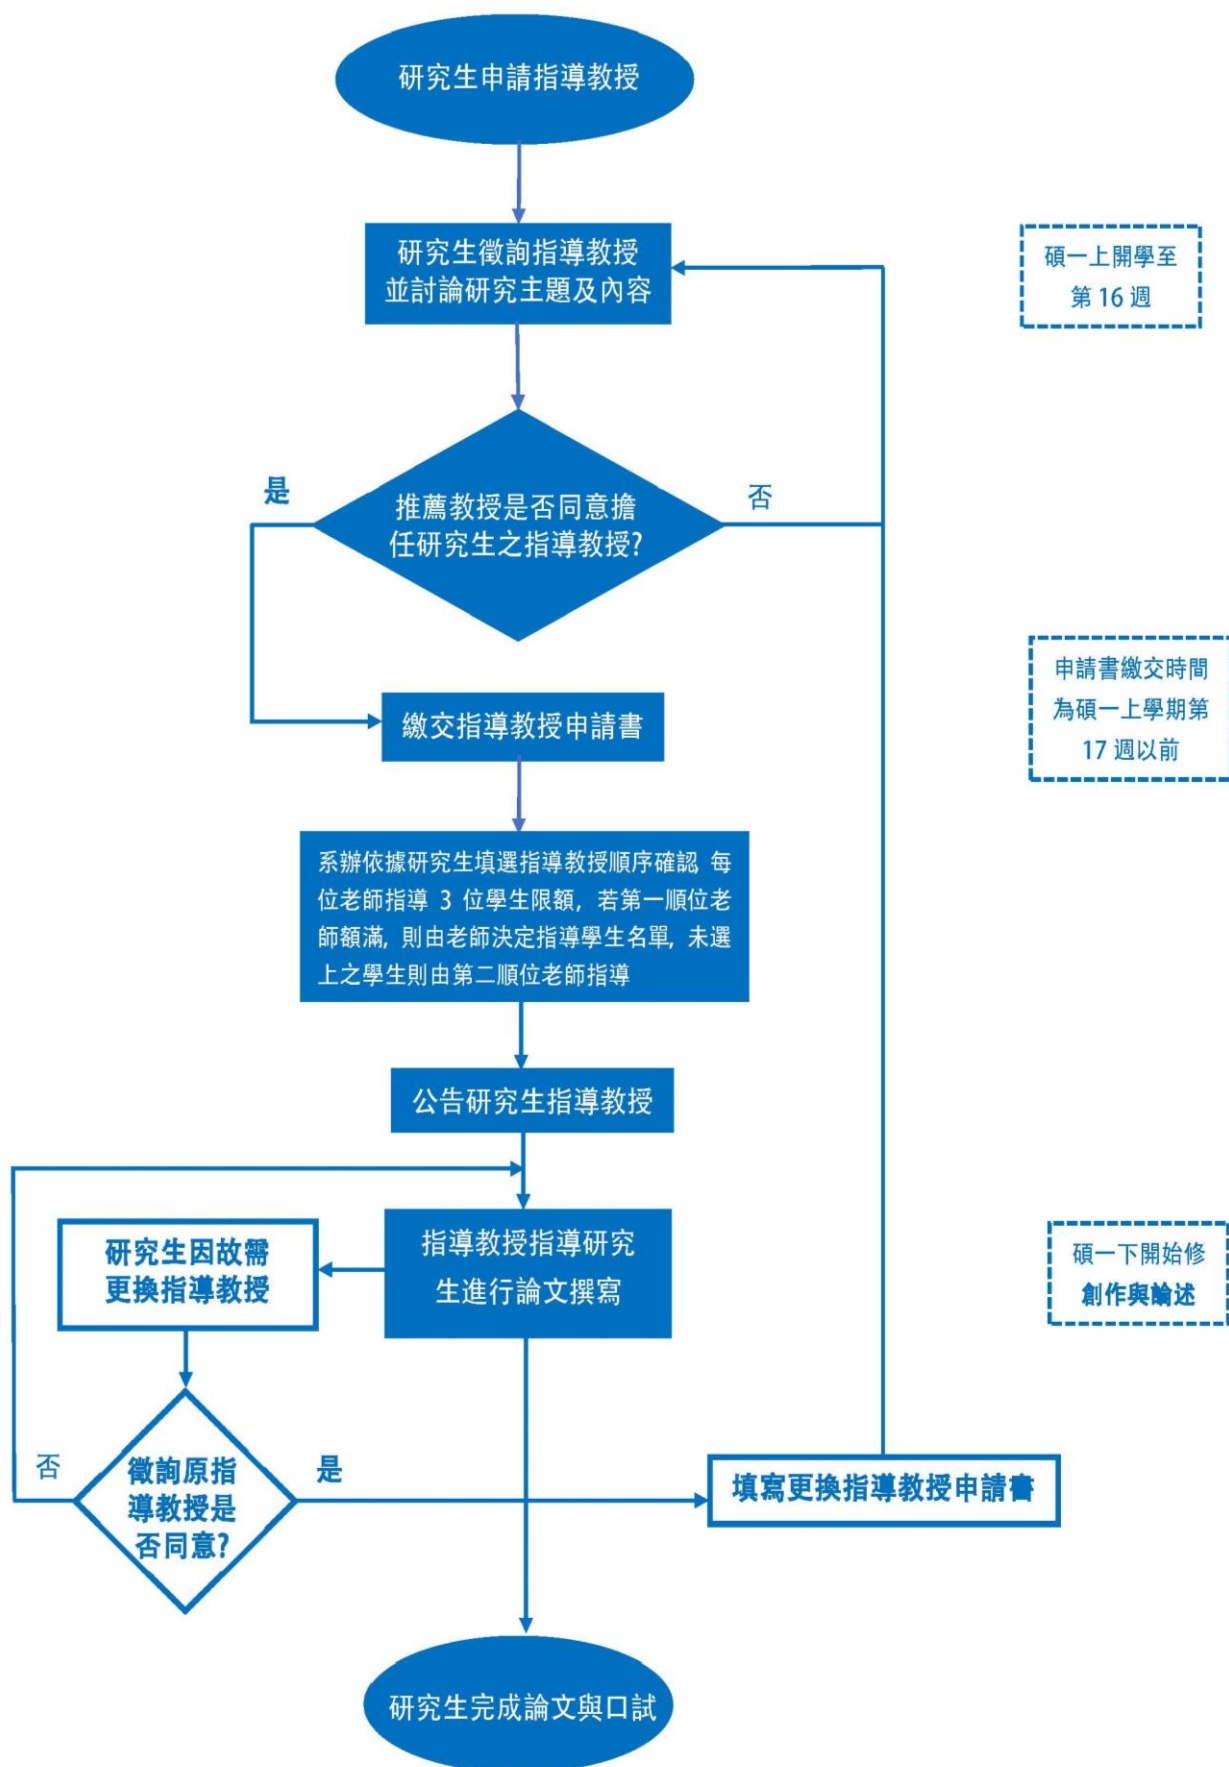 研究生申請指導教授
研究生徵詢指導教授
並討論研究主題及內容
碩一上開學至
第 16 週
是
否
推薦教授是否同意擔
任研究生之指導教授?
申請書繳交時間
為碩一上學期第
17 週以前
繳交指導教授申請書
系辦依據研究生填選指導教授順序確認 每
位老師指導 3 位學生限額, 若第一順位老
師額滿, 則由老師決定指導學生名單, 未選
上之學生則由第二順位老師指導
公告研究生指導教授
指導教授指導研究
生進行論文撰寫
研究生因故需
更換指導教授
碩一下開始修
創作與論述
否
徵詢原指
導教授是
否同意?
是
填寫更換指導教授申請書
研究生完成論文與口試